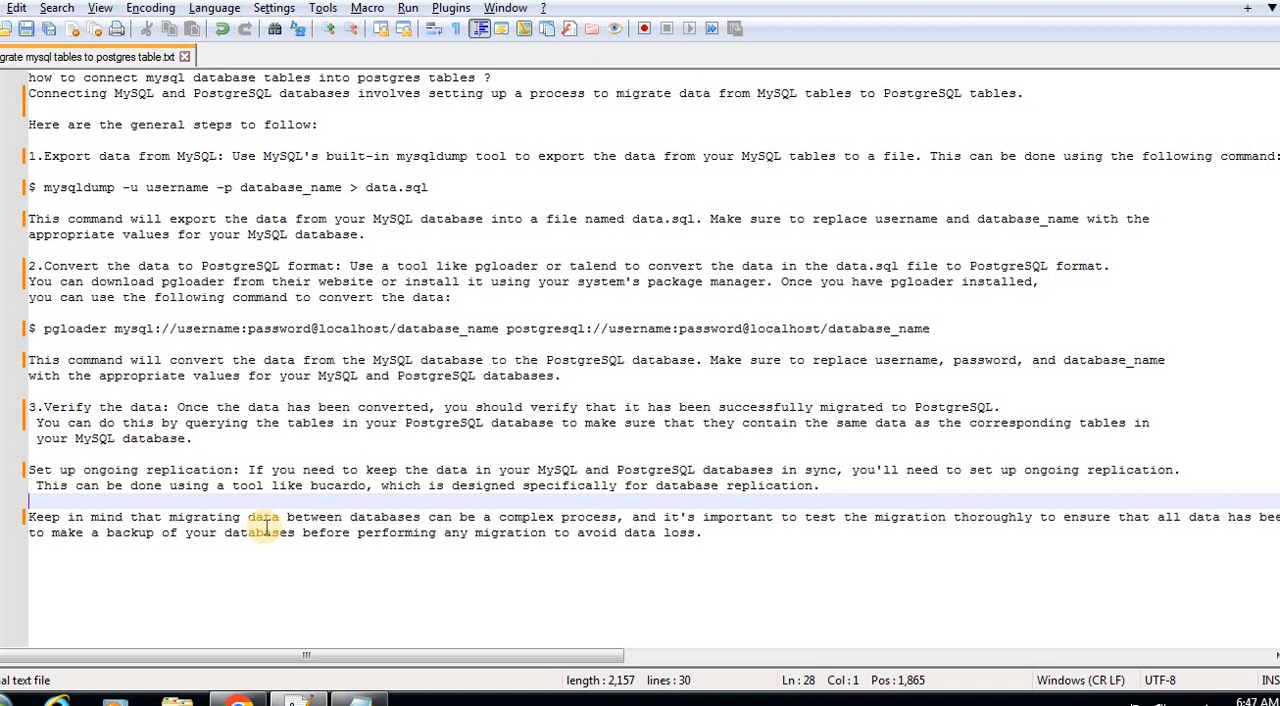 Edit Search View Encoding Language Settings Tools Macro Run Plugins Window ?
grate mysql tables to postgres table.txt
how to connect mysql database tables into postgres tables ?
Connecting MySQL and PostgreSQL databases involves setting up a process to migrate data from MySQL tables to PostgreSQL tables.
Here are the general steps to follow:
1.Export data from MySQL: Use MySQL's built-in mysqldump tool to export the data from your MySQL tables to a file. This can be done using the following command:
$ mysqldump -u username -p database_name > data.sql
This command will export the data from your MySQL database into a file named data.sql. Make sure to replace username and database_name with the
appropriate values for your MySQL database.
2.Convert the data to PostgreSQL format: Use a tool like pgloader or talend to convert the data in the data.sql file to PostgreSQL format.
You can download pgloader from their website or install it using your system's package manager. Once you have pgloader installed,
you can use the following command to convert the data:
$ pgloader mysql://username:password@localhost/database_name postgresql://username:password@localhost/database_name
This command will convert the data from the MySQL database to the PostgreSQL database. Make sure to replace username, password, and database_name
with the appropriate values for your MySQL and PostgreSQL databases.
3.Verify the data: Once the data has been converted, you should verify that it has been successfully migrated to PostgreSQL.
You can do this by querying the tables in your PostgreSQL database to make sure that they contain the same data as the corresponding tables in
your MySQL database.
Set up ongoing replication: If you need to keep the data in your MySQL and PostgreSQL databases in sync, you'll need to set up ongoing replication.
This can be done using a tool like bucardo, which is designed specifically for database replication.
Keep in mind that migrating data between databases can be a complex process, and it's important to test the migration thoroughly to ensure that all data has bee
to make a backup of your databases before performing any migration to avoid data loss.
al text file length : 2,157 lines : 30 Ln : 28 Col : 1 Pos : 1,865 Windows (CR LF) UTF-8 INS
6:47 AM